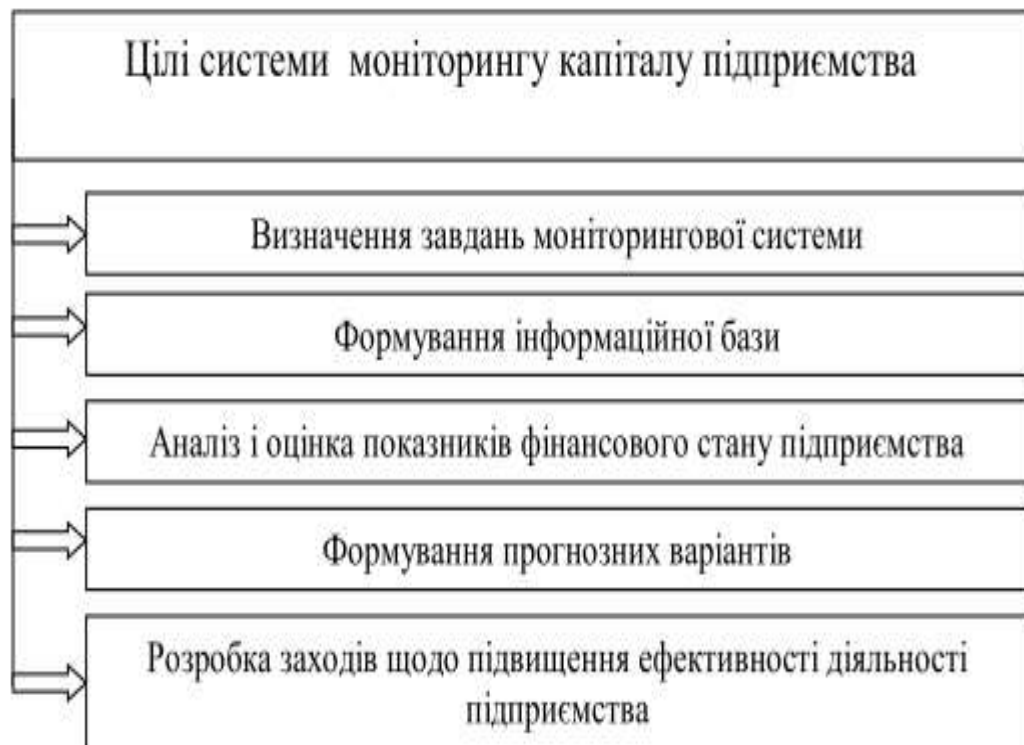 Цілі системи моніторингу капіталу підприємства
Визначення завдань моніторингової системи
Формування інформаційної бази
Аналіз і оцінка показників фінансового стану підприємства
Формування прогнозних варіантів
Розробка заходів щодо підвищення ефективності діяльності
підприємства